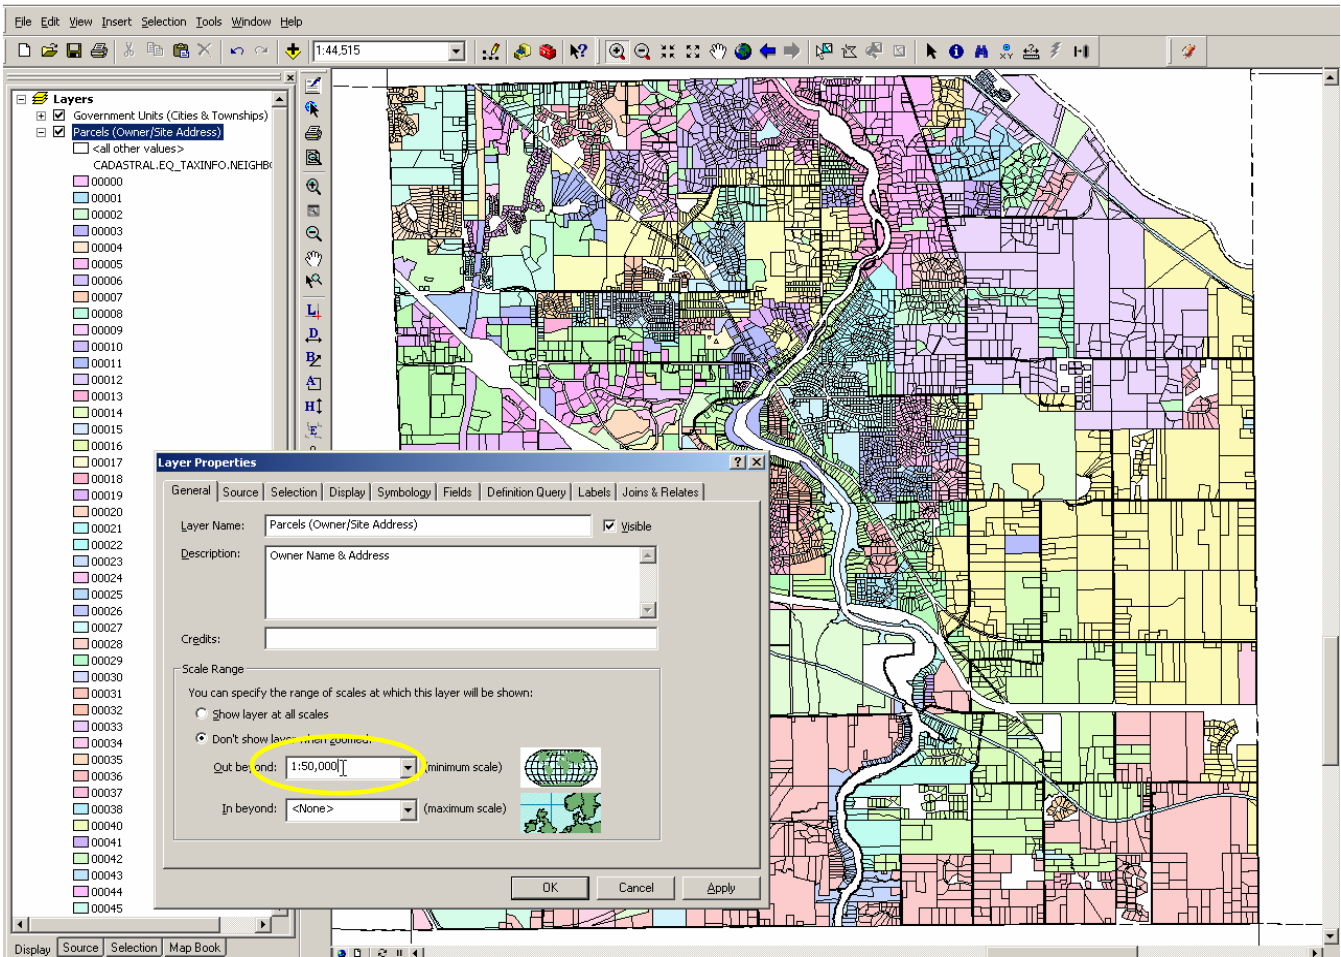 File Edit View Insert Selection Tools Window Help
1:44,515
Layers
Government Units (Cities & Townships)
Parcels (Owner/Site Address)
<all other values>
CADASTRAL.EQ_TAXINFO.NEIGHBO
00000
00001
00002
00003
00004
00005
00006
00007
00008
00009
00010
00011
00012
00013
00014
00015
00016
00017
00018
00019
00020
00021
00022
00023
00024
00025
00026
00027
00028
00029
00030
00031
00032
00033
00034
00035
00036
00037
00038
00040
00041
00042
00043
00044
00045
Display Source Selection Map Book
Layer Properties
General Source Selection Display Symbology Fields Definition Query Labels Joins & Relates
Layer Name: Parcels (Owner/Site Address) Visible
Description: Owner Name & Address
Credits:
Scale Range
You can specify the range of scales at which this layer will be shown:
Show layer at all scales
Don't show layer when zoomed:
Out beyond: 1:50,000 (minimum scale)
In beyond: <None> (maximum scale)
OK Cancel Apply